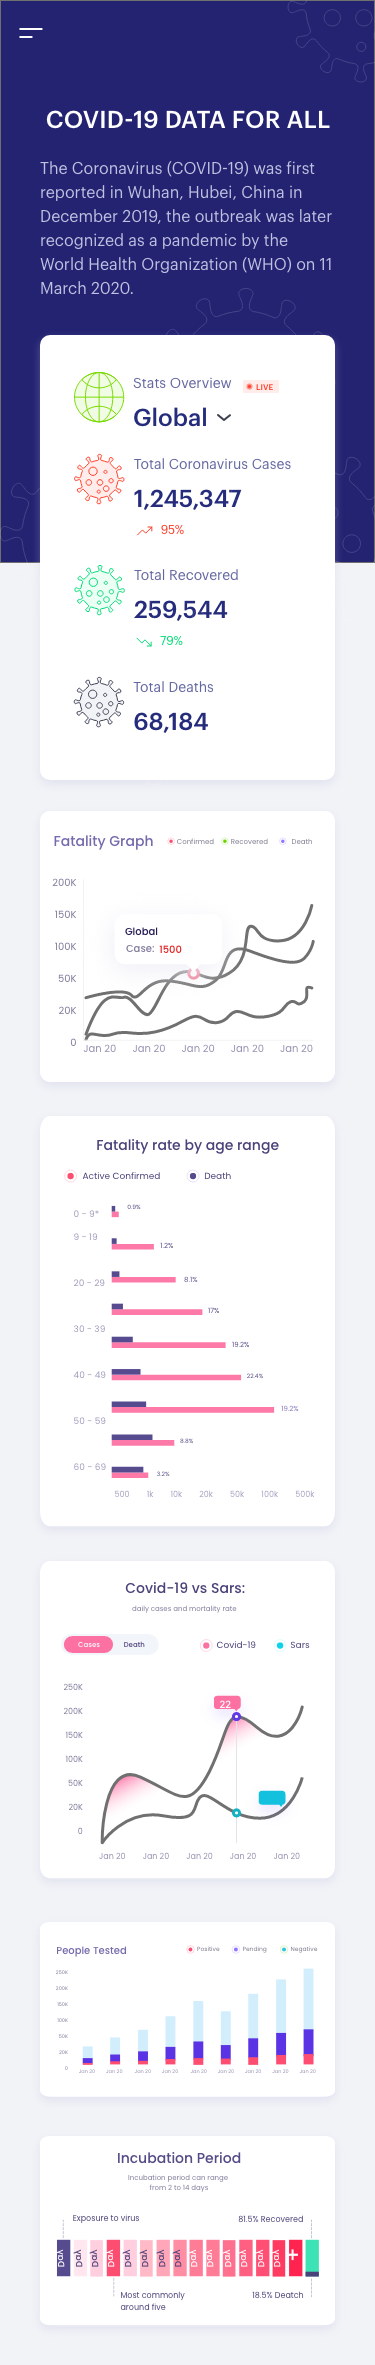 COVID-19 DATA FOR ALL
The Coronavirus (COVID-19) was first
reported in Wuhan, Hubei, China in
December 2019, the outbreak was later
recognized as a pandemic by the
World Health Organization (WHO) on 11
March 2020.
Stats Overview
LIVE
Global
Total Coronavirus Cases
1,245,347
95%
Total Recovered
259,544
79%
Total Deaths
68,184
Fatality Graph
Confirmed Recovered Death
200K
150K
100K
50K
20K
0
Global
Case: 1500
Jan 20 Jan 20 Jan 20 Jan 20 Jan 20
Fatality rate by age range
Active Confirmed Death
0 - 9* 0.9%
9 - 19 1.2%
20 - 29 8.1%
17%
30 - 39
19.2%
40 - 49 22.4%
19.2%
50 - 59
8.8%
60 - 69 3.2%
500 1k 10k 20k 50k 100k 500k
Covid-19 vs Sars:
daily cases and mortality rate
Cases Death Covid-19 Sars
250K
200K
150K
100K
50K
20K
0
22
Jan 20 Jan 20 Jan 20 Jan 20 Jan 20
People Tested
Positive Pending Negative
250K
200K
150K
100K
50K
20K
0
Jan 20 Jan 20 Jan 20 Jan 20 Jan 20 Jan 20 Jan 20 Jan 20 Jan 20
Incubation Period
Incubation period can range
from 2 to 14 days
Exposure to virus 81.5% Recovered
Day Day Day Day Day Day Day Day Day Day Day Day Day Day +
Most commonly
around five
18.5% Deatch